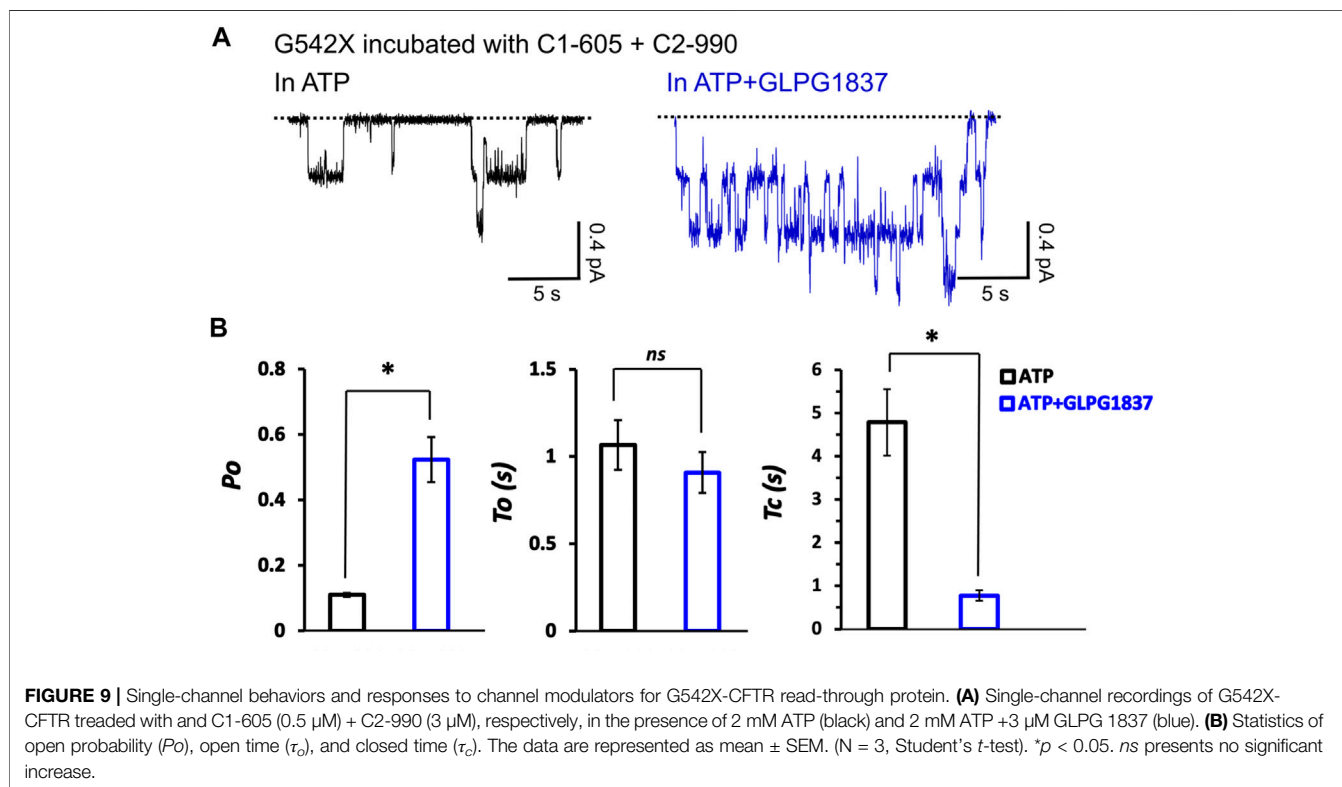 A
G542X incubated with C1-605 + C2-990
In ATP
In ATP+GLPG1837
0.4 pA
5 s
0.4 pA
5 s
B
0.8
0.6
0.4
0.2
0
Po
*
1.5
1
0.5
0
To (s)
ns
6
5
4
3
2
1
0
Tc (s)
*
ATP
ATP+GLPG1837
FIGURE 9 | Single-channel behaviors and responses to channel modulators for G542X-CFTR read-through protein. (A) Single-channel recordings of G542X-
CFTR treaded with and C1-605 (0.5 μM) + C2-990 (3 μM), respectively, in the presence of 2 mM ATP (black) and 2 mM ATP +3 μM GLPG 1837 (blue). (B) Statistics of
open probability (Po), open time (τo), and closed time (τc). The data are represented as mean ± SEM. (N = 3, Student's t-test). *p < 0.05. ns presents no significant
increase.